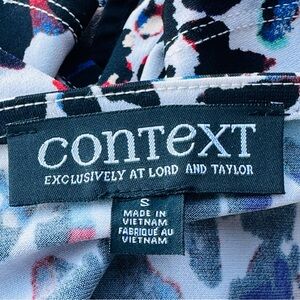 conTexT
EXCLUSIVELY AT LORD AND TAYLOR
S
MADE IN
VIETNAM
FABRIQUÉ AU
VIETNAM